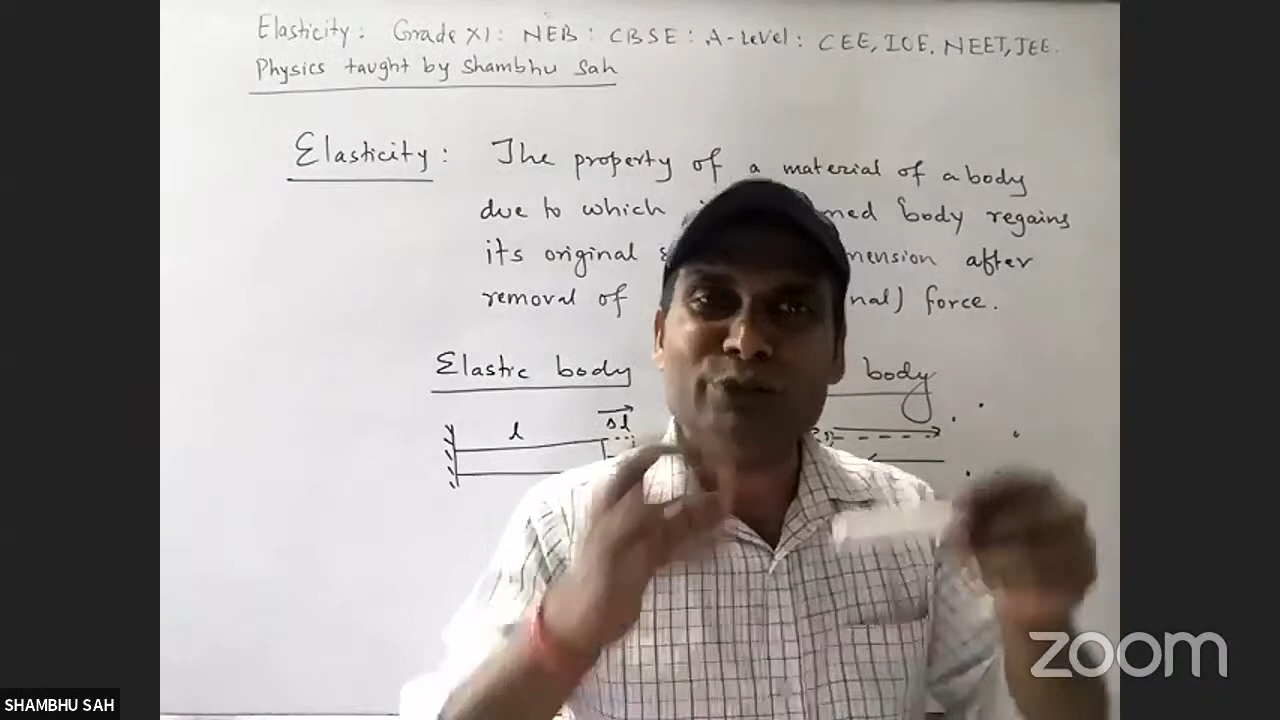 Elasticity: Grade XI: NEB: CBSE: A-Level: CEE, IOE, NEET, JEE.
Physics taught by Shambhu Sah
Elasticity: The property of a material of a body
due to which med body regains
its original mension after
removal of nal) force.
Elastic body body
l Δl
zoom
SHAMBHU SAH